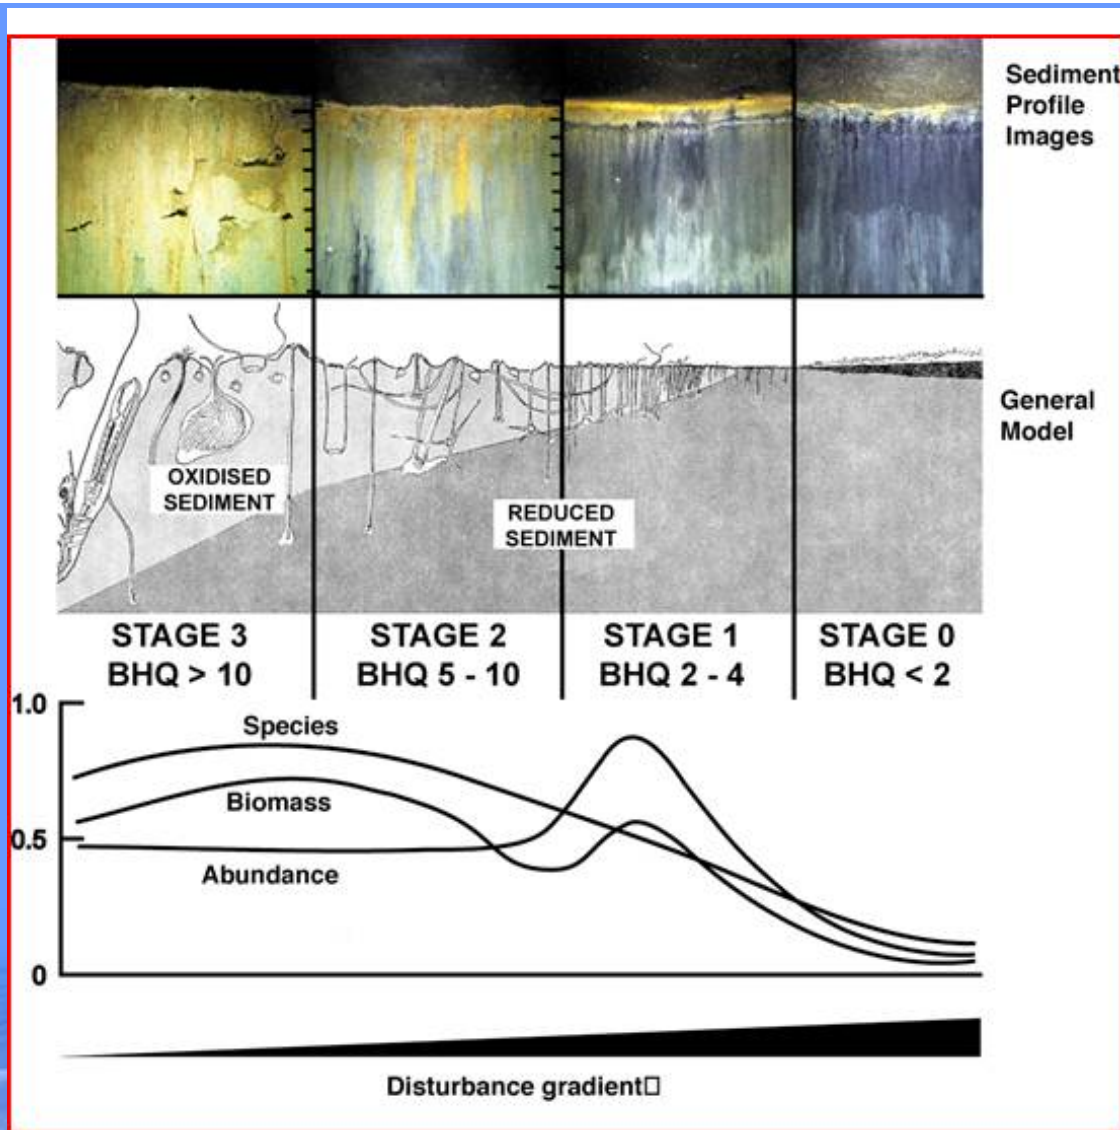 Sediment
Profile
Images
General
Model
OXIDISED
SEDIMENT
REDUCED
SEDIMENT
STAGE 3
BHQ > 10
STAGE 2
BHQ 5 - 10
STAGE 1
BHQ 2 - 4
STAGE 0
BHQ < 2
1.0
Species
Biomass
0.5
Abundance
0
Disturbance gradient□